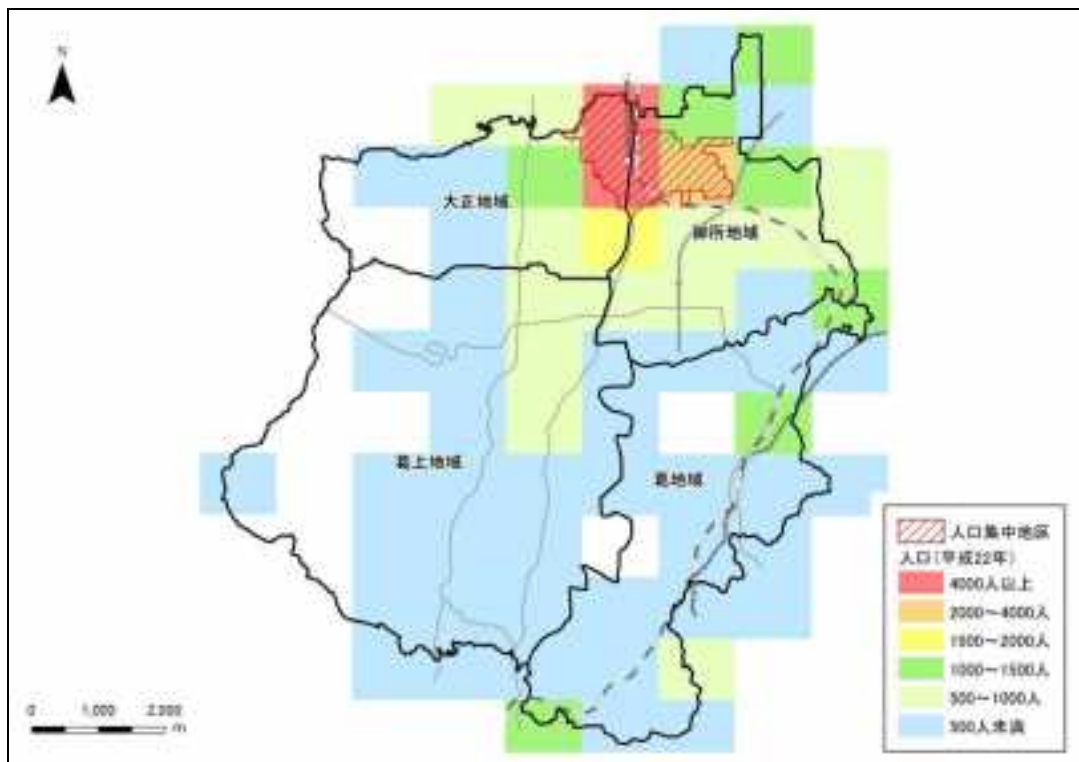 N
大正地域
御所地域
葛上地域
葛地域
人口集中地区
人口(平成22年)
4000人以上
2000～4000人
1500～2000人
1000～1500人
500～1000人
500人未満
0 1,000 2,000
m